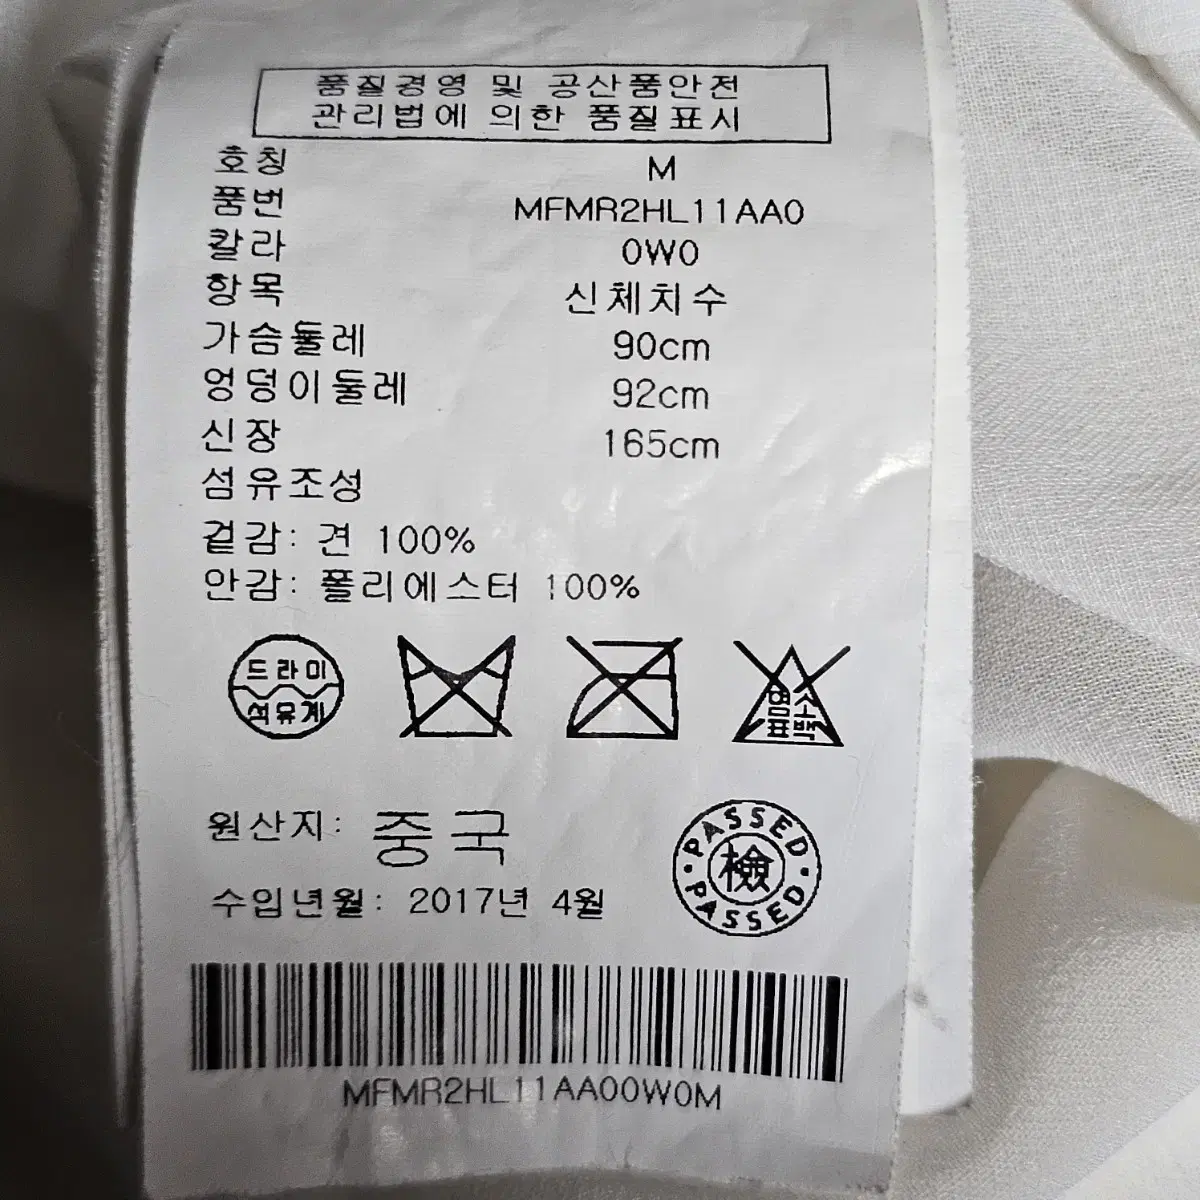 품질경영 및 공산품안전
관리법에 의한 품질표시
호칭 M
품번 MFMR2HL11AA0
칼라 0W0
항목 신체치수
가슴둘레 90cm
엉덩이둘레 92cm
신장 165cm
섬유조성
겉감: 견 100%
안감: 폴리에스터 100%
드라이
석유계
염소
표백
원산지: 중국
PASSED
檢
PASSED
수입년월: 2017년 4월
MFMR2HL11AA00W0M